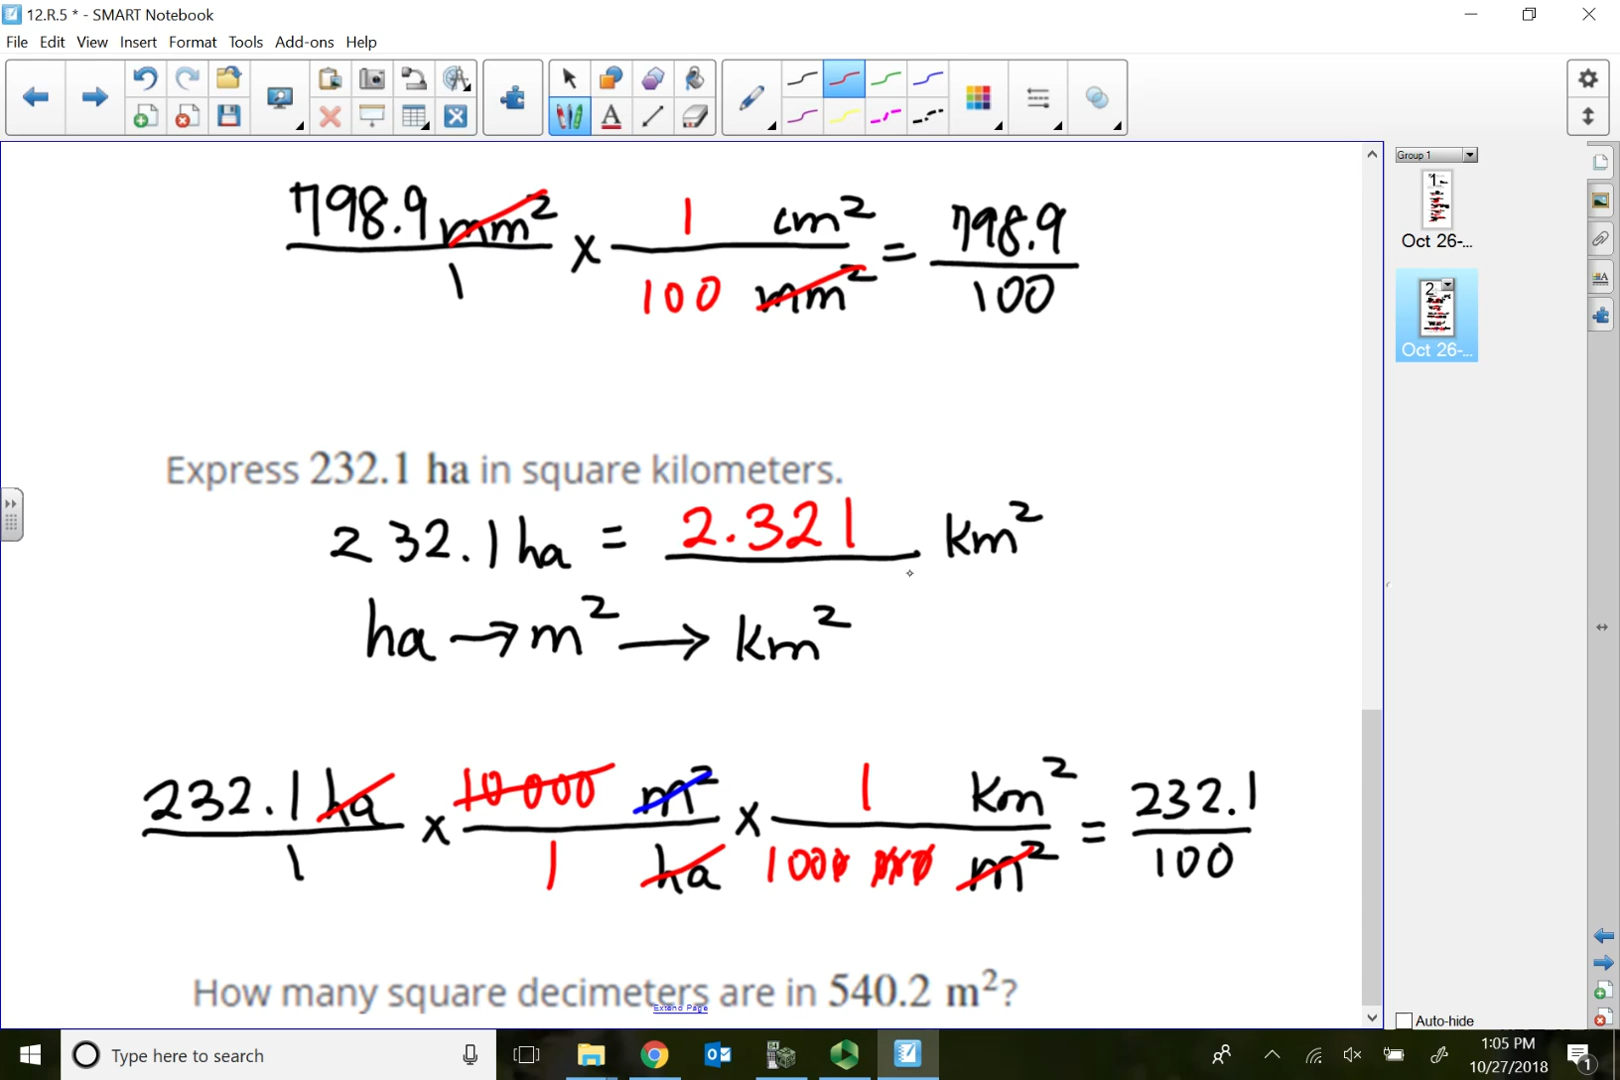 12.R.5 * - SMART Notebook
File Edit View Insert Format Tools Add-ons Help
Group 1
1
Oct 26-...
2
Oct 26-...
798.9 mm² / 1 × 1 cm² / 100 mm² = 798.9 / 100
Express 232.1 ha in square kilometers.
232.1 ha = 2.321 km²
ha → m² → km²
232.1 ha / 1 × 10 000 m² / 1 ha × 1 km² / 1000 000 m² = 232.1 / 100
How many square decimeters are in 540.2 m²?
Extend Page
Auto-hide
Type here to search
1:05 PM
10/27/2018
1